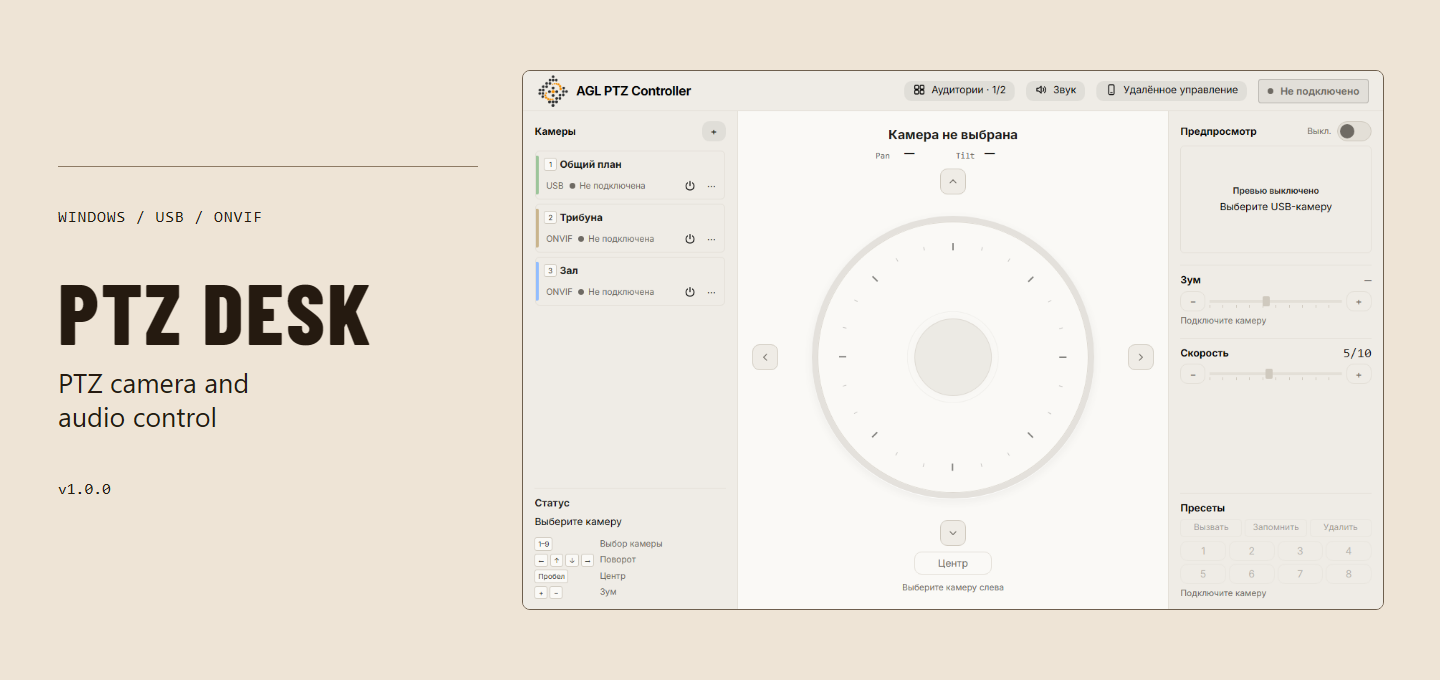 WINDOWS / USB / ONVIF
PTZ DESK
PTZ camera and
audio control
v1.0.0
AGL PTZ Controller
Аудитории · 1/2
Звук
Удалённое управление
Не подключено
Камеры
+
1 Общий план
USB Не подключена ...
2 Трибуна
ONVIF Не подключена ...
3 Зал
ONVIF Не подключена ...
Статус
Выберите камеру
1–9 Выбор камеры
← ↑ ↓ → Поворот
Пробел Центр
+ − Зум
Камера не выбрана
Pan — Tilt —
Центр
Выберите камеру слева
Предпросмотр Выкл.
Превью выключено
Выберите USB-камеру
Зум —
− +
Подключите камеру
Скорость 5/10
− +
Пресеты
Вызвать Запомнить Удалить
1 2 3 4
5 6 7 8
Подключите камеру